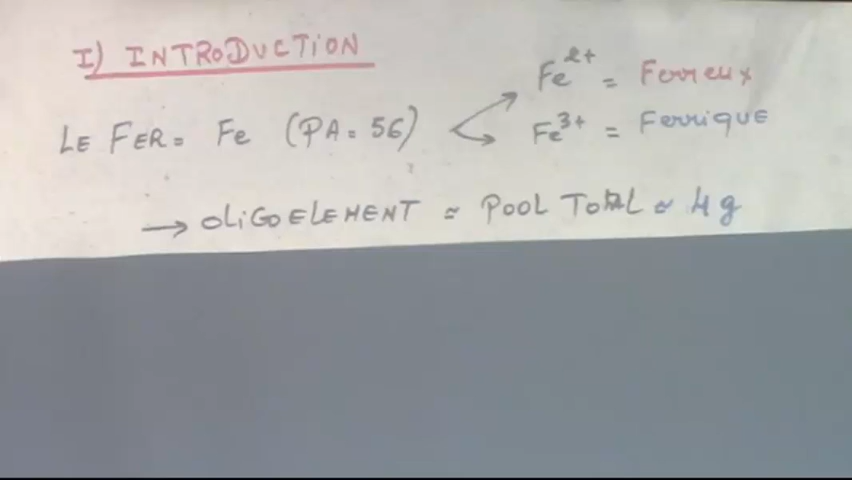 I) INTRODUCTION
Fe2+ = Ferreux
LE FER = Fe (PA = 56)
Fe3+ = FerriQUE
→ OLiGOELEMENT ≈ POOL TOTAL ≈ 4g